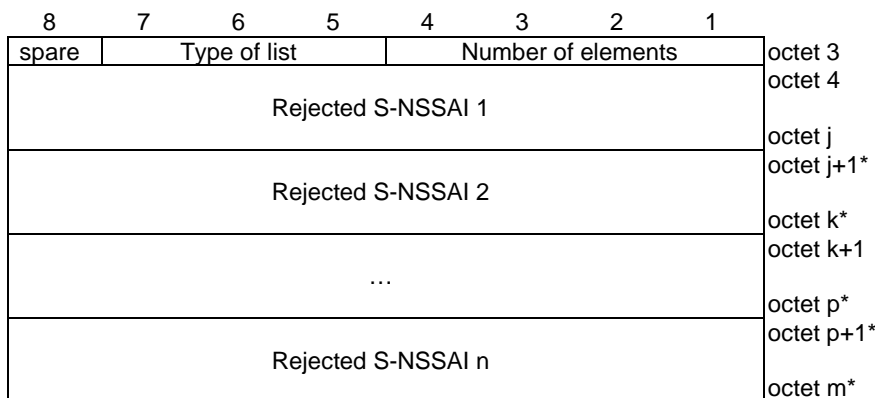 8 7 6 5 4 3 2 1
spare Type of list Number of elements octet 3
octet 4
Rejected S-NSSAI 1
octet j
octet j+1*
Rejected S-NSSAI 2
octet k*
octet k+1
…
octet p*
octet p+1*
Rejected S-NSSAI n
octet m*